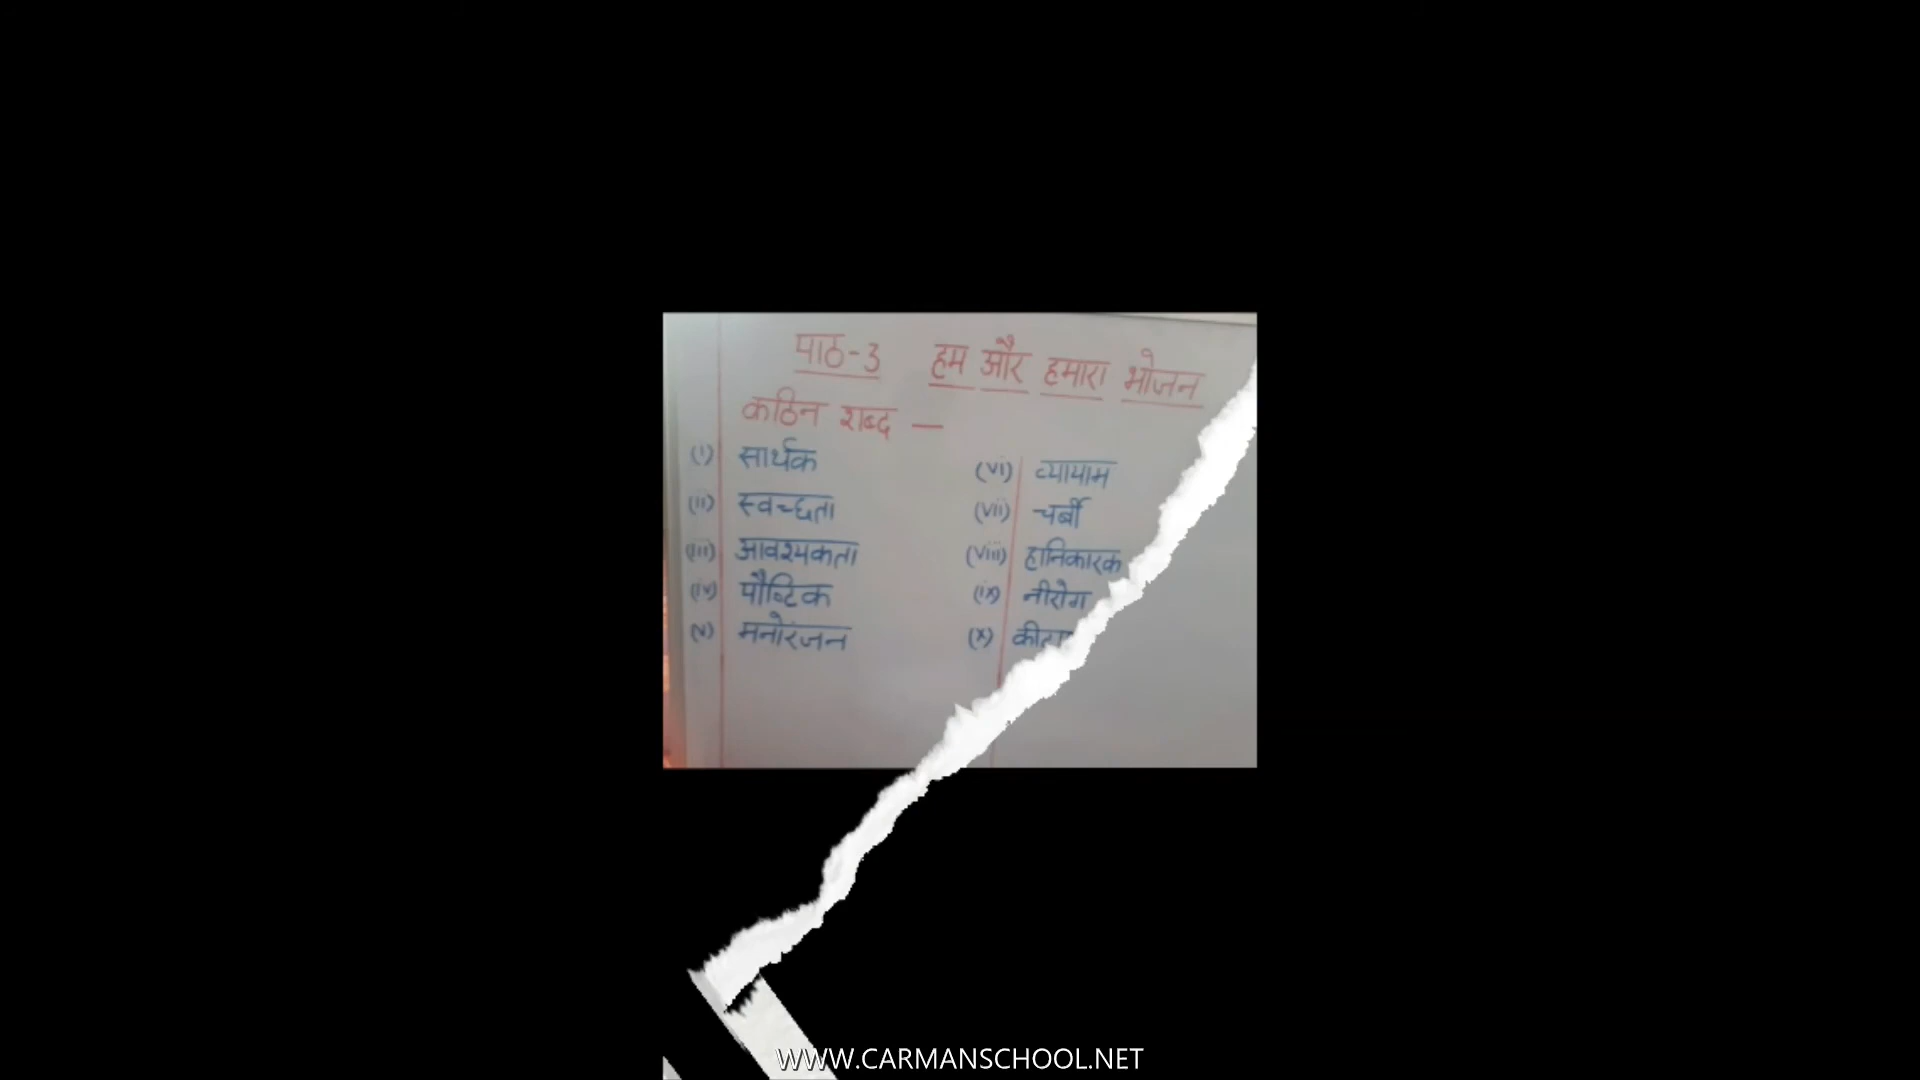 पाठ-3 हम और हमारा भोजन
कठिन शब्द —
(i) सार्थक
(ii) स्वच्छता
(iii) आवश्यकता
(iv) पौष्टिक
(v) मनोरंजन
(vi) व्यायाम
(vii) चर्बी
(viii) हानिकारक
(ix) नीरोग
(x)
WWW.CARMANSCHOOL.NET